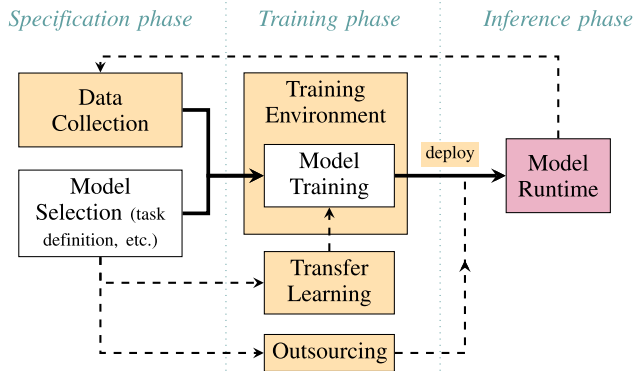 Specification phase
Training phase
Inference phase
Data
Collection
Model
Selection (task
definition, etc.)
Training
Environment
Model
Training
deploy
Model
Runtime
Transfer
Learning
Outsourcing